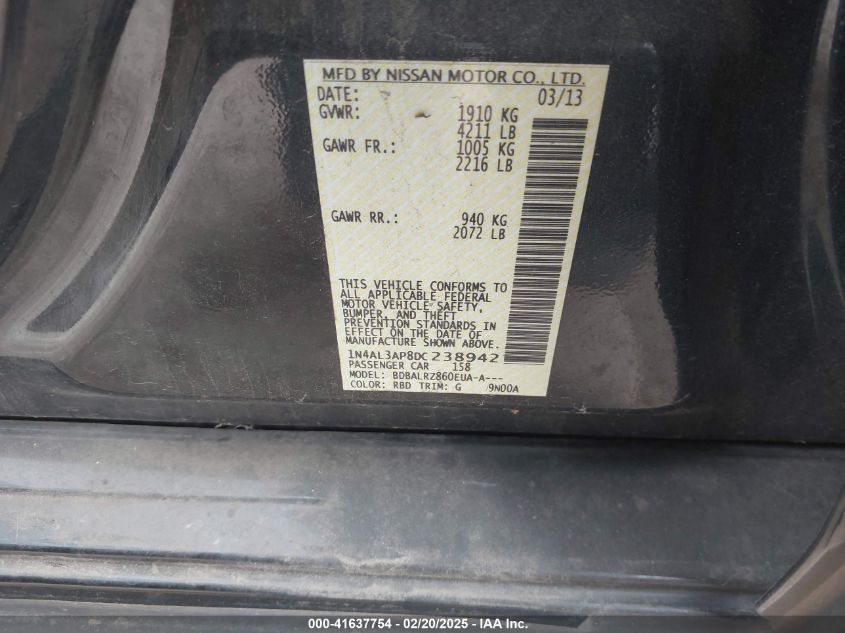 MFD BY NISSAN MOTOR CO., LTD.
DATE: 03/13
GVWR: 1910 KG
4211 LB
GAWR FR.: 1005 KG
2216 LB
GAWR RR.: 940 KG
2072 LB
THIS VEHICLE CONFORMS TO
ALL APPLICABLE FEDERAL
MOTOR VEHICLE SAFETY,
BUMPER, AND THEFT
PREVENTION STANDARDS IN
EFFECT ON THE DATE OF
MANUFACTURE SHOWN ABOVE.
1N4AL3AP8DC238942
PASSENGER CAR 158
MODEL: BDBALRZ860EUA-A---
COLOR: RBD TRIM: G 9N00A
000-41637754 - 02/20/2025 - IAAI Inc.